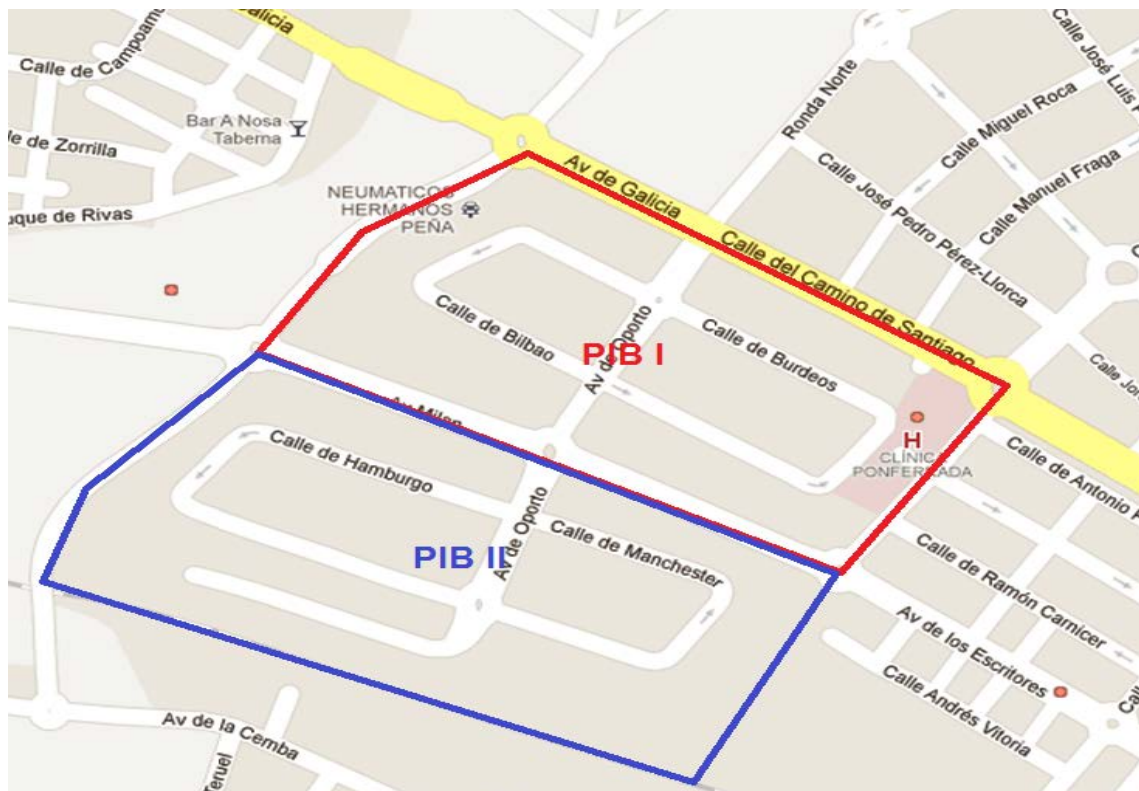 Galicia
Calle de Campoam
Bar A Nosa
Taberna
le de Zorrilla
uque de Rivas
NEUMATICOS
HERMANOS
PEÑA
Av de Galicia
Calle del Camino de Santiago
Ronda Norte
Calle José Luis
Calle Miguel Roca
Calle Manuel Fraga
Calle José Pedro Pérez-Llorca
Calle de Bilbao
PIB I
Av de Oporto
Calle de Burdeos
Av Milan
H
CLÍNIC
PONFERRADA
Calle de Antonio
Calle de Hamburgo
Av de Oporto
PIB II
Calle de Manchester
Calle de Ramón Carnicer
Av de los Escritores
Calle Andrés Vitoria
Av de la Cemba
Teruel